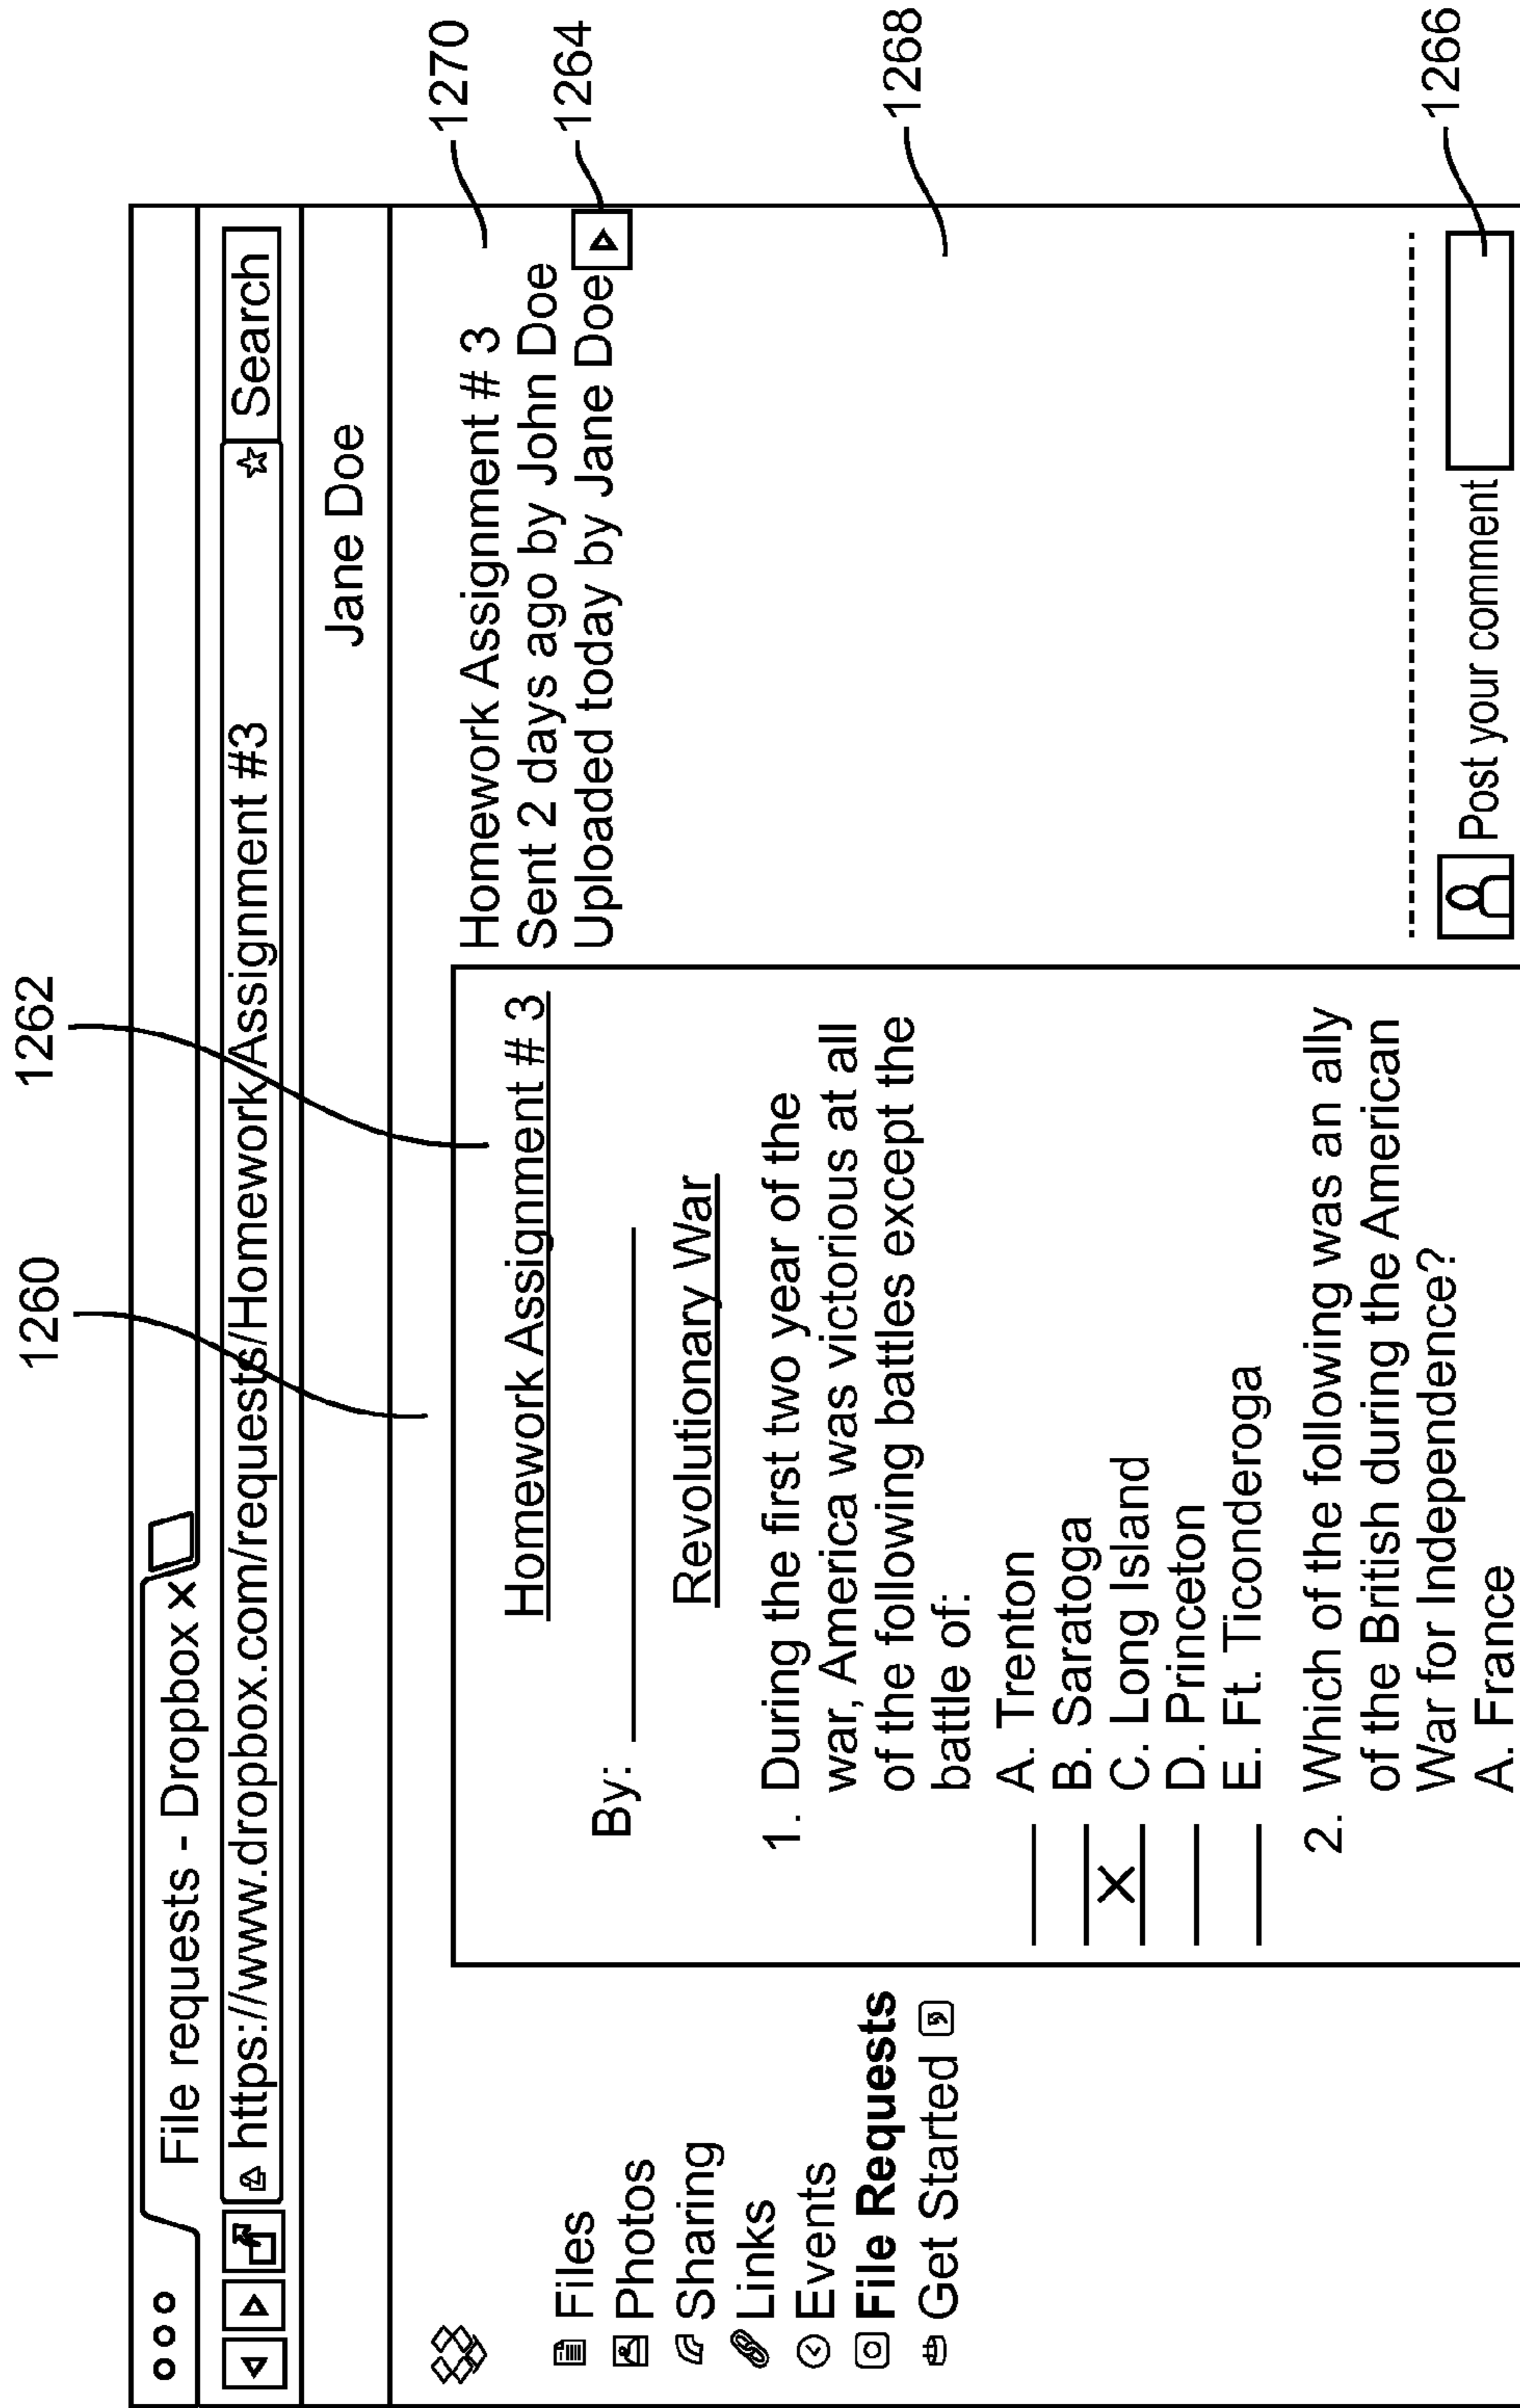 1260
1262
File requests - Dropbox x
https://www.dropbox.com/requests/Homework Assignment #3
Search
Jane Doe
Files
Photos
Sharing
Links
Events
File Requests
Get Started
Homework Assignment # 3
By:
Revolutionary War
1. During the first two year of the
war, America was victorious at all
of the following battles except the
battle of:
A. Trenton
B. Saratoga
X C. Long Island
D. Princeton
E. Ft. Ticonderoga
2. Which of the following was an ally
of the British during the American
War for Independence?
A. France
Homework Assignment # 3
Sent 2 days ago by John Doe
Uploaded today by Jane Doe
Post your comment
1270
1264
1268
1266